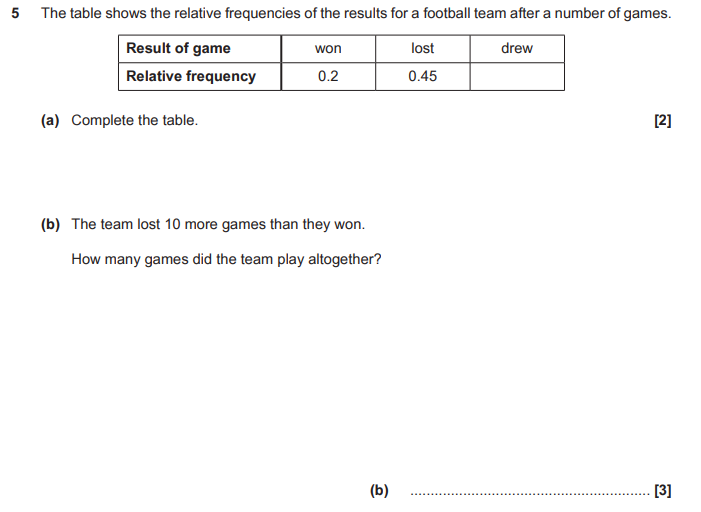 5 The table shows the relative frequencies of the results for a football team after a number of games.
Result of game won lost drew
Relative frequency 0.2 0.45
(a) Complete the table. [2]
(b) The team lost 10 more games than they won.
How many games did the team play altogether?
(b) ............................................................ [3]